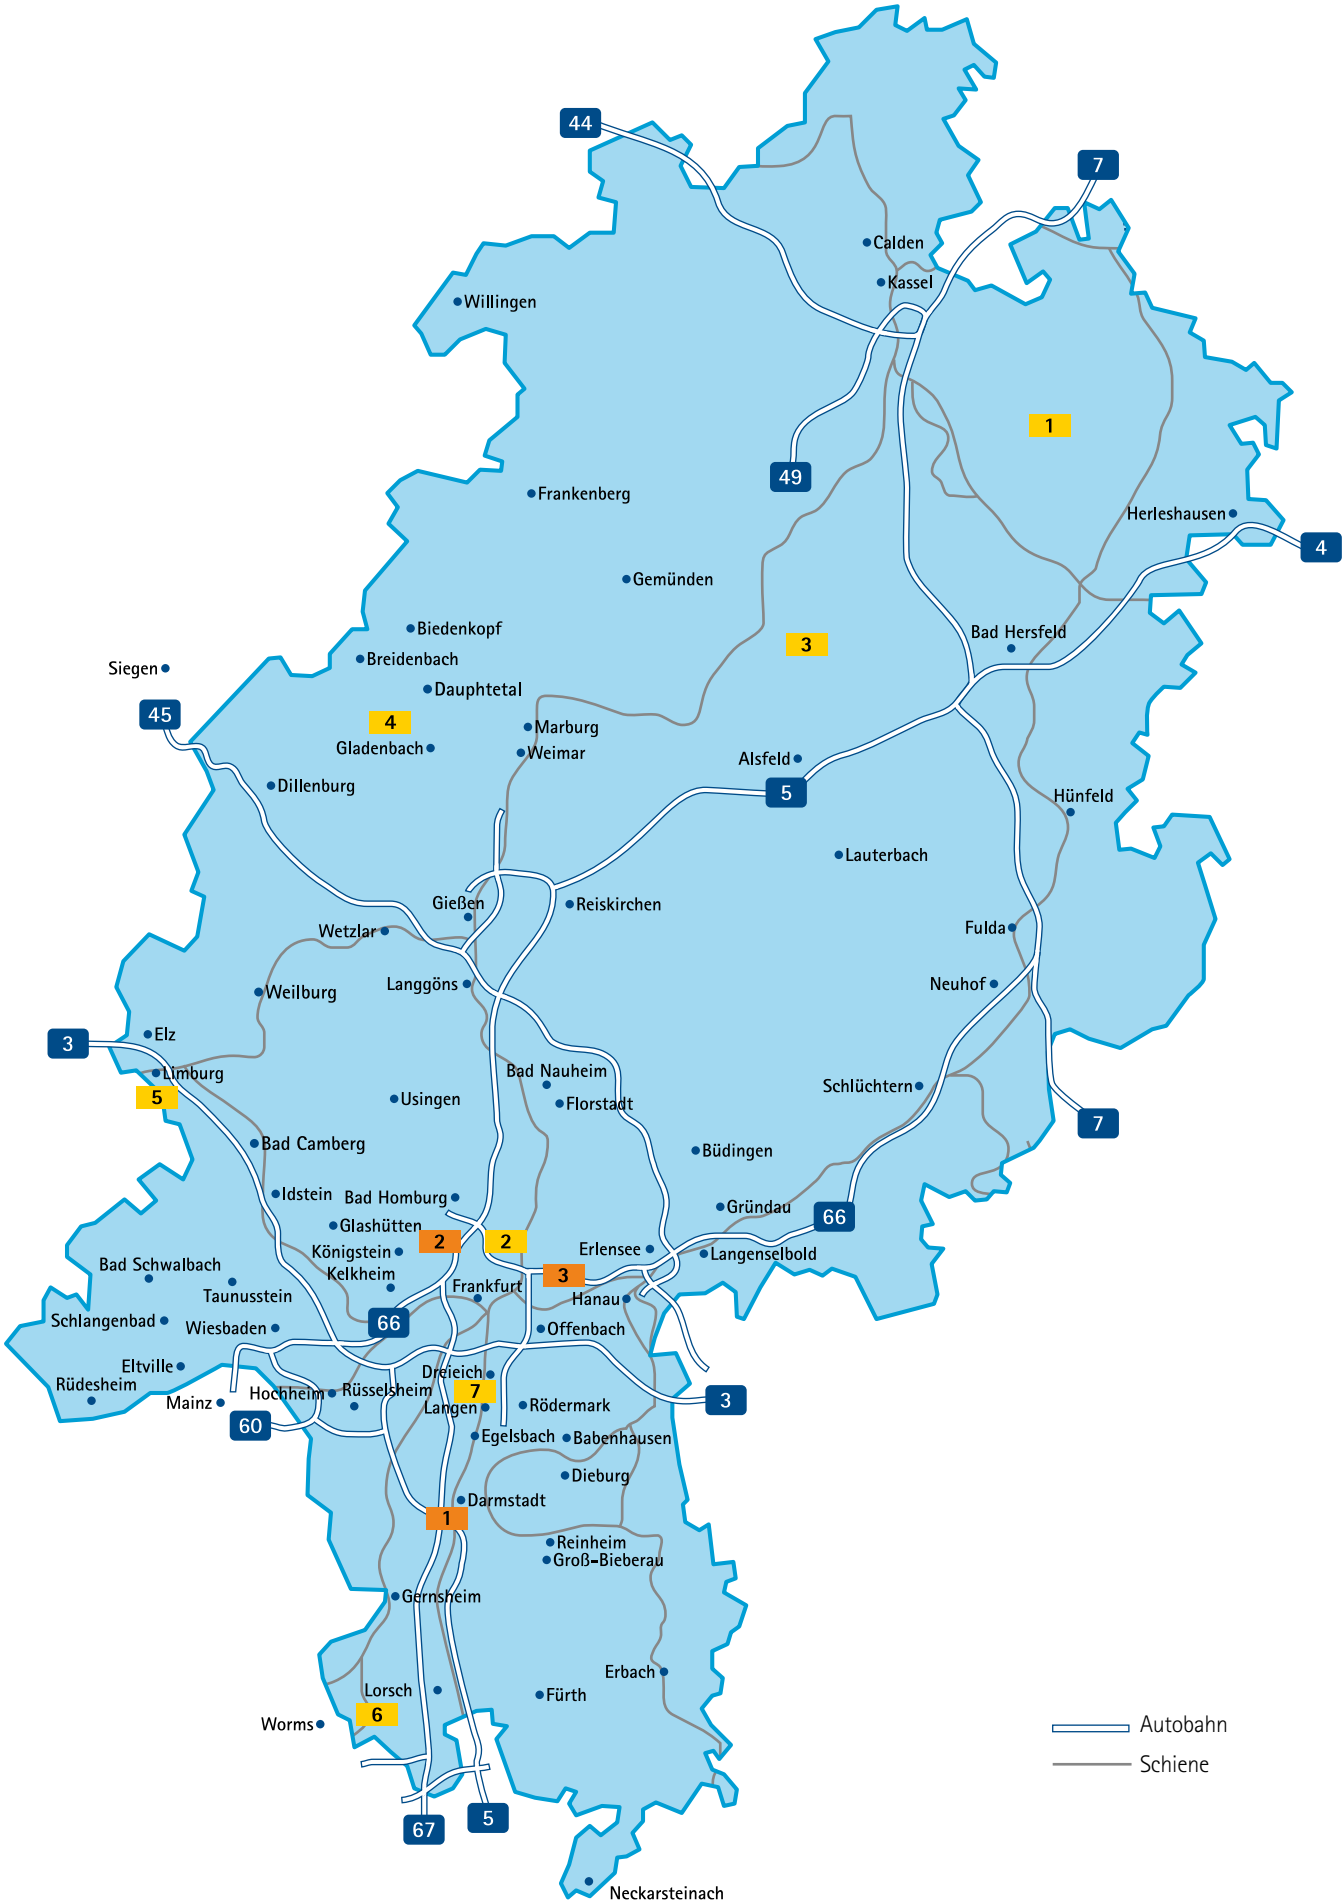 44
7
Calden
Kassel
Willingen
1
49
Frankenberg
Herleshausen
4
Gemünden
Biedenkopf
Bad Hersfeld
3
Breidenbach
Siegen
Dauphtetal
45
4
Marburg
Gladenbach
Weimar
Alsfeld
Dillenburg
5
Hünfeld
Lauterbach
Gießen
Reiskirchen
Wetzlar
Fulda
Langgöns
Neuhof
Weilburg
Elz
3
Bad Nauheim
Limburg
Schlüchtern
5
Usingen
Florstadt
7
Bad Camberg
Büdingen
Idstein
Bad Homburg
Gründau
66
Glashütten
2
2
Königstein
Erlensee
Langenselbold
Bad Schwalbach
Kelkheim
3
Taunusstein
Frankfurt
Hanau
Schlangenbad
Wiesbaden
66
Offenbach
Eltville
Dreieich
Rüdesheim
Hochheim
Rüsselsheim
7
3
Mainz
Langen
Rödermark
60
Egelsbach
Babenhausen
Dieburg
Darmstadt
1
Reinheim
Groß-Bieberau
Gernsheim
Erbach
Lorsch
Fürth
6
Worms
Autobahn
Schiene
67
5
Neckarsteinach